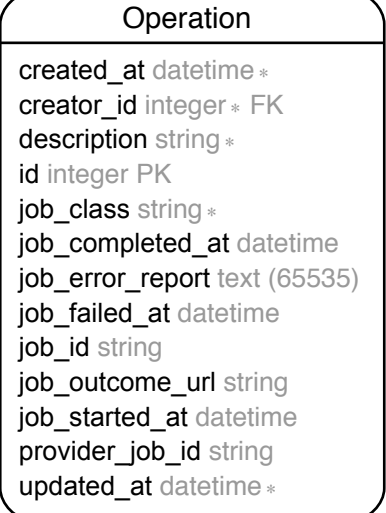 Operation
created_at datetime ∗
creator_id integer ∗ FK
description string ∗
id integer PK
job_class string ∗
job_completed_at datetime
job_error_report text (65535)
job_failed_at datetime
job_id string
job_outcome_url string
job_started_at datetime
provider_job_id string
updated_at datetime ∗